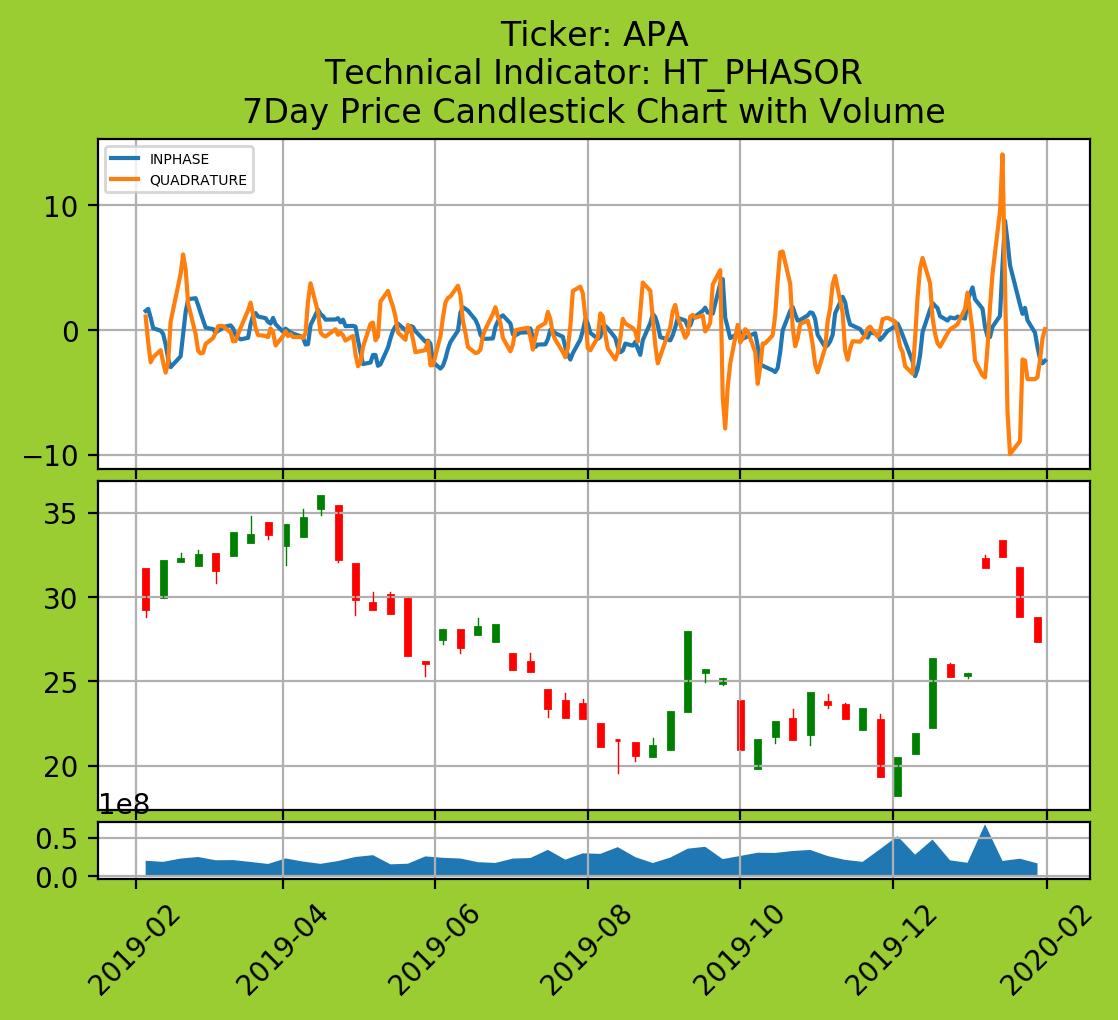 Ticker: APA
Technical Indicator: HT_PHASOR
7Day Price Candlestick Chart with Volume
INPHASE
QUADRATURE
10
0
−10
35
30
25
20
1e8
0.5
0.0
2019-02
2019-04
2019-06
2019-08
2019-10
2019-12
2020-02